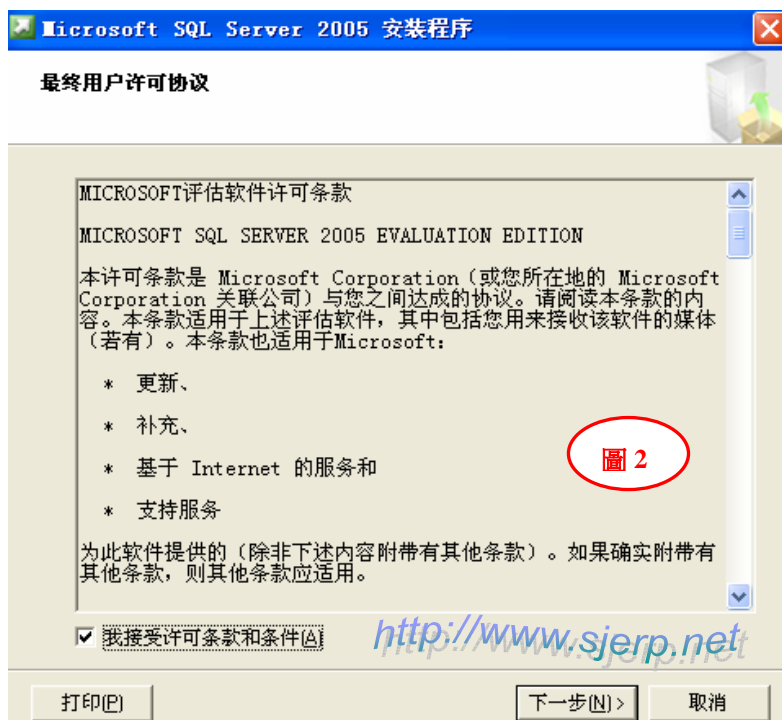 Microsoft SQL Server 2005 安装程序
最终用户许可协议
MICROSOFT评估软件许可条款
MICROSOFT SQL SERVER 2005 EVALUATION EDITION
本许可条款是 Microsoft Corporation（或您所在地的 Microsoft
Corporation 关联公司）与您之间达成的协议。请阅读本条款的内
容。本条款适用于上述评估软件，其中包括您用来接收该软件的媒体
（若有）。本条款也适用于Microsoft：
* 更新、
* 补充、
* 基于 Internet 的服务和
* 支持服务
圖 2
为此软件提供的（除非下述内容附带有其他条款）。如果确实附带有
其他条款，则其他条款应适用。
我接受许可条款和条件(A)
http://www.sjerp.net
打印(P)
下一步(N) >
取消